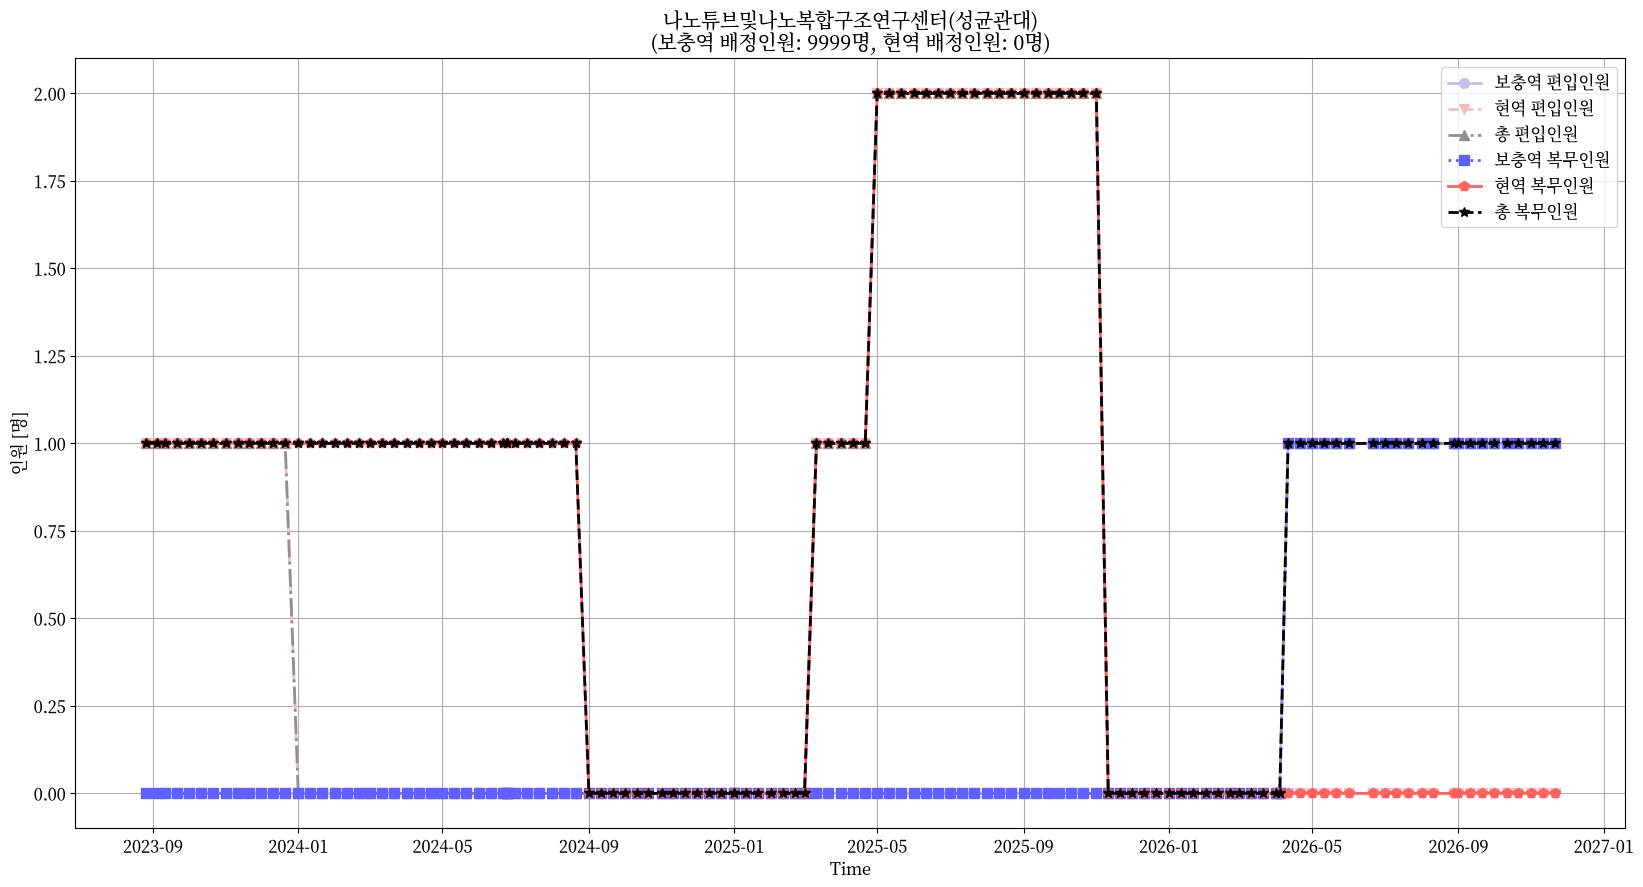 나노튜브및나노복합구조연구센터(성균관대)
(보충역 배정인원: 9999명, 현역 배정인원: 0명)
보충역 편입인원
현역 편입인원
총 편입인원
보충역 복무인원
현역 복무인원
총 복무인원
인원 [명]
2.00
1.75
1.50
1.25
1.00
0.75
0.50
0.25
0.00
2023-09
2024-01
2024-05
2024-09
2025-01
2025-05
2025-09
2026-01
2026-05
2026-09
2027-01
Time